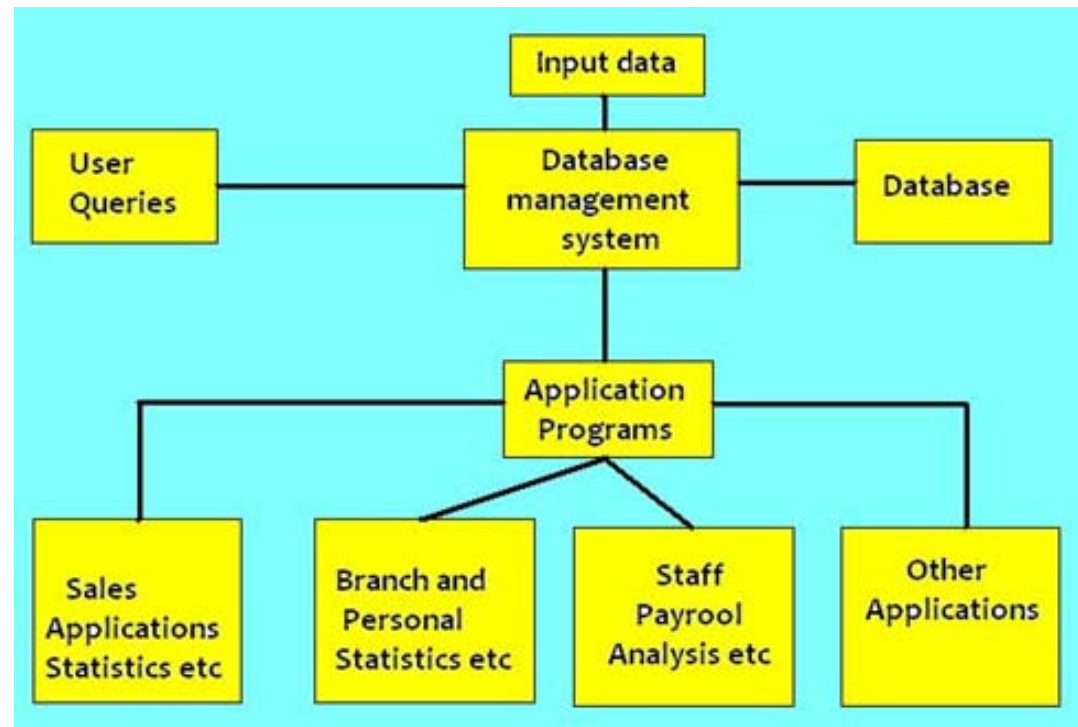 Input data
User
Queries
Database
management
system
Database
Application
Programs
Sales
Applications
Statistics etc
Branch and
Personal
Statistics etc
Staff
Payrool
Analysis etc
Other
Applications